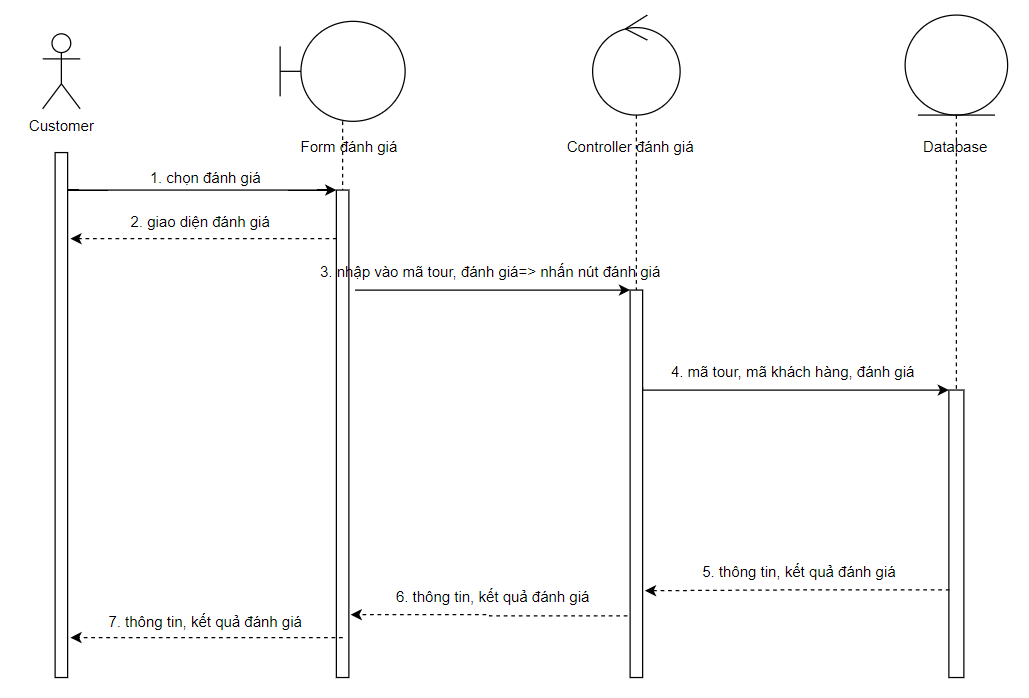 Customer
Form đánh giá
Controller đánh giá
Database
1. chọn đánh giá
2. giao diện đánh giá
3. nhập vào mã tour, đánh giá=> nhấn nút đánh giá
4. mã tour, mã khách hàng, đánh giá
5. thông tin, kết quả đánh giá
6. thông tin, kết quả đánh giá
7. thông tin, kết quả đánh giá